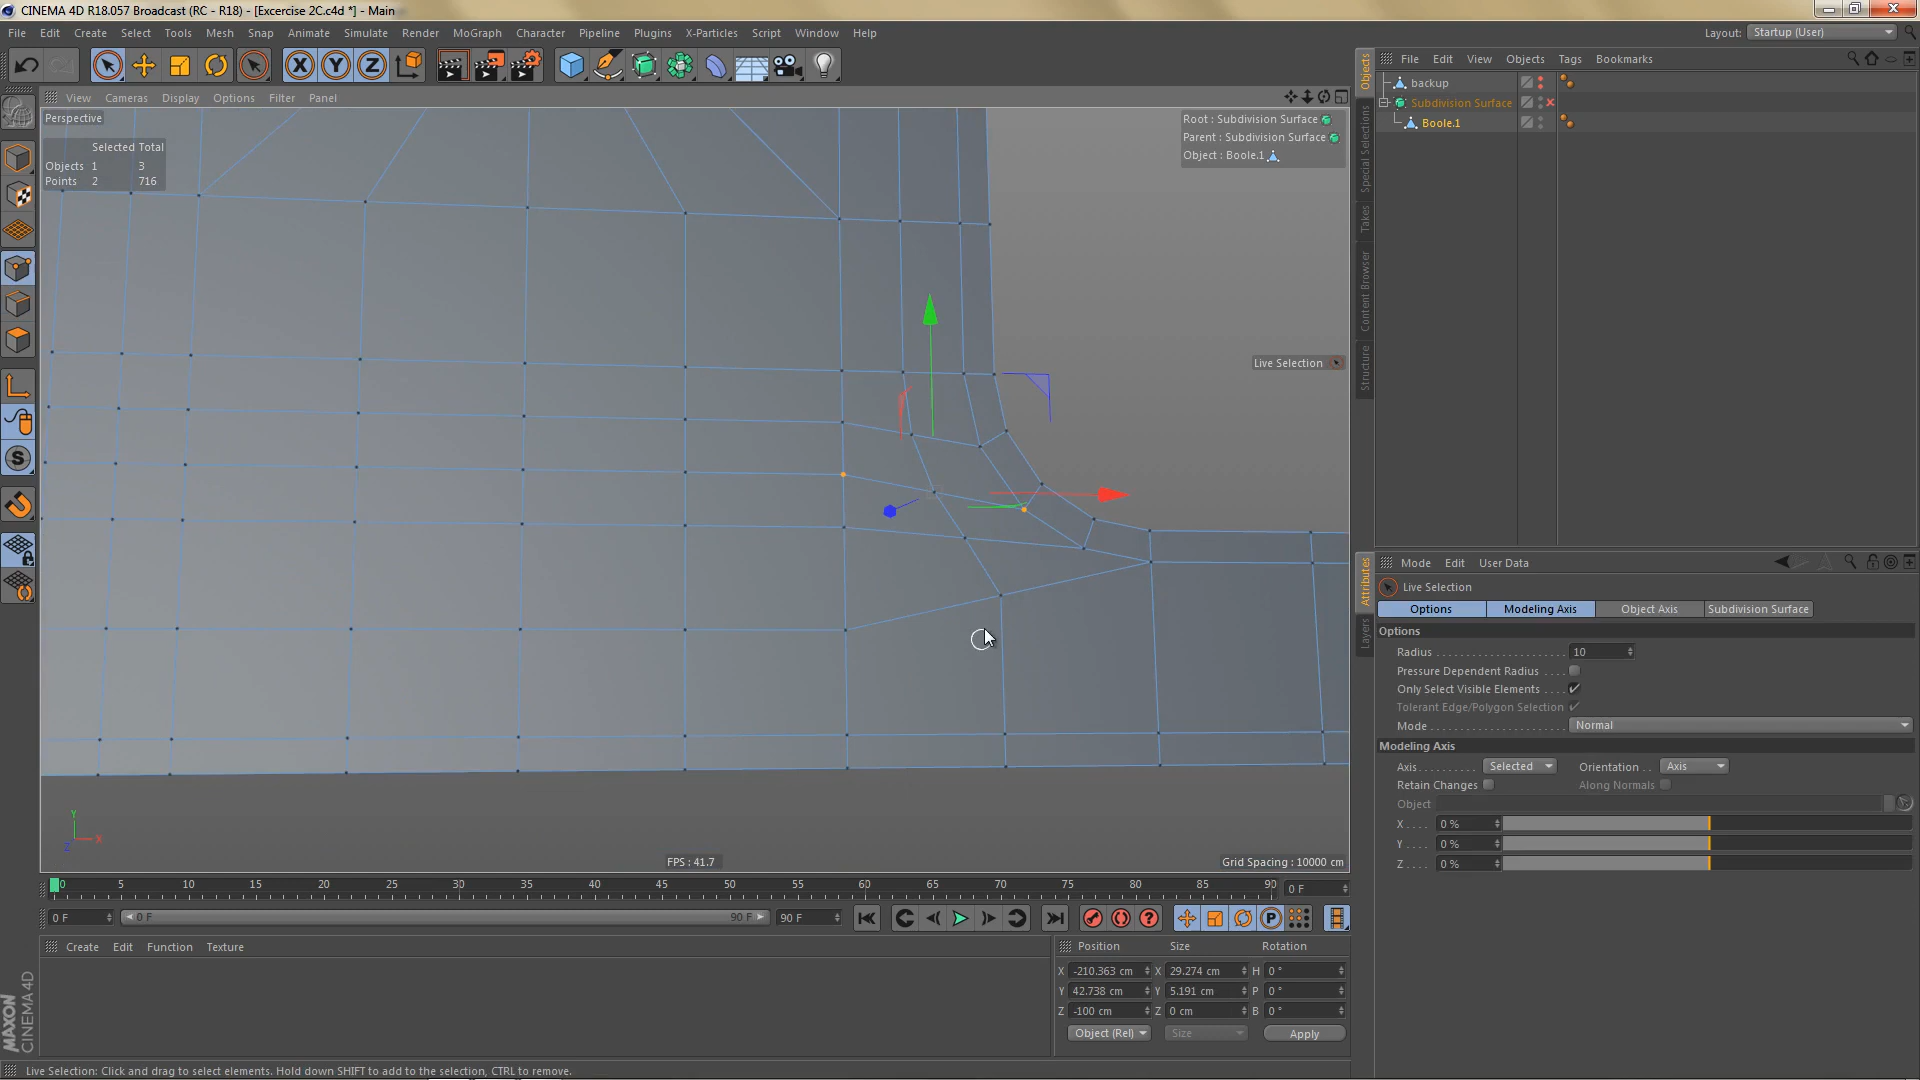 CINEMA 4D R18.057 Broadcast (RC - R18) - [Excercise 2C.c4d *] - Main
File Edit Create Select Tools Mesh Snap Animate Simulate Render Character Pipeline Plugins X-Particles Script Window Help
MoGraph
Layout: Startup (User)
X Y Z
View Cameras Display Options Filter Panel
Perspective
Selected Total
Objects 1 3
Points 2 716
Root : Subdivision Surface
Parent : Subdivision Surface
Object : Boole.1
Live Selection
X
Y
Z
FPS : 41.7
Grid Spacing : 10000 cm
S
Objects
Special Selections
Takes
Content Browser
Structure
File Edit View Objects Tags Bookmarks
backup
Subdivision Surface
Boole.1
Attributes
Layers
Mode Edit User Data
Live Selection
Options Modeling Axis Object Axis Subdivision Surface
Options
Radius 10
Pressure Dependent Radius
Only Select Visible Elements
Tolerant Edge/Polygon Selection
Mode Normal
Modeling Axis
Axis Selected Orientation Axis
Retain Changes Along Normals
Object
X 0 %
Y 0 %
Z 0 %
0 5 10 15 20 25 30 35 40 45 50 55 60 65 70 75 80 85 90 0 F
0 F 0 F 90 F 90 F
P
Create Edit Function Texture
Position Size Rotation
X -210.363 cm X 29.274 cm H 0 °
Y 42.738 cm Y 5.191 cm P 0 °
Z -100 cm Z 0 cm B 0 °
Object (Rel) Size Apply
MAXON
CINEMA 4D
Live Selection: Click and drag to select elements. Hold down SHIFT to add to the selection, CTRL to remove.